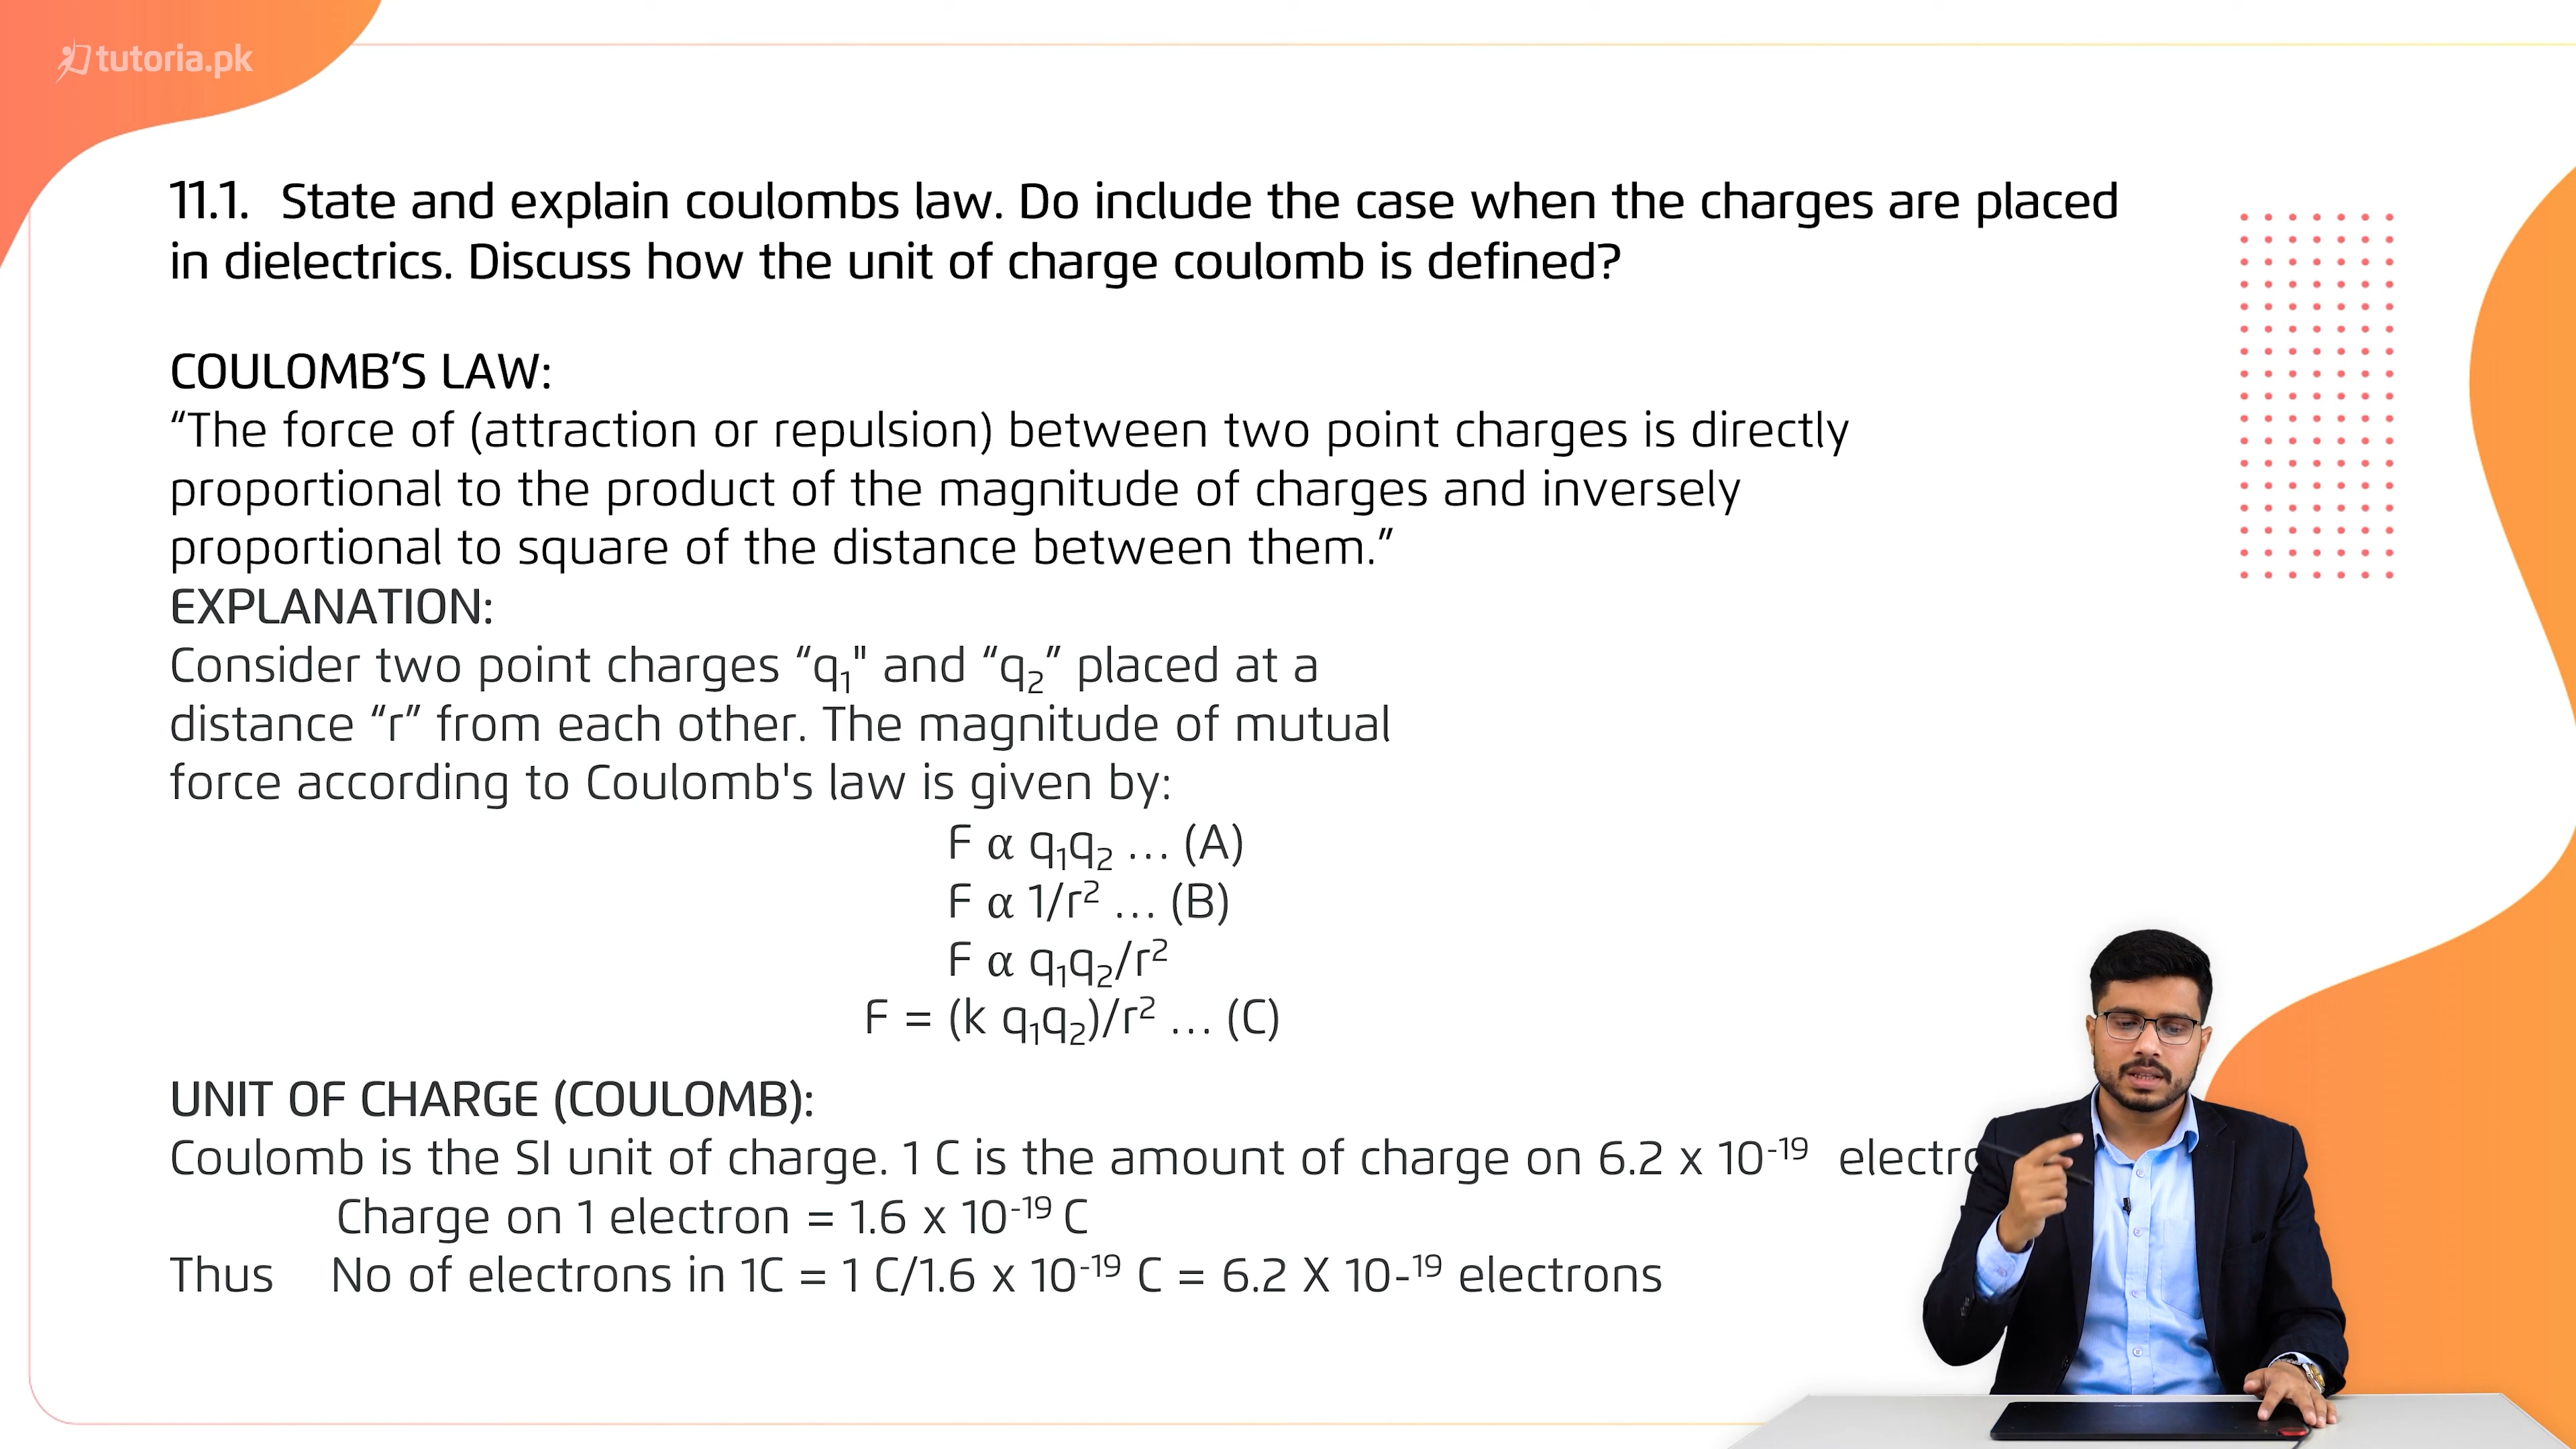 tutoria.pk
11.1. State and explain coulombs law. Do include the case when the charges are placed
in dielectrics. Discuss how the unit of charge coulomb is defined?
COULOMB’S LAW:
“The force of (attraction or repulsion) between two point charges is directly
proportional to the product of the magnitude of charges and inversely
proportional to square of the distance between them.”
EXPLANATION:
Consider two point charges “q₁" and “q₂” placed at a
distance “r” from each other. The magnitude of mutual
force according to Coulomb's law is given by:
F α q₁q₂ ... (A)
F α 1/r² ... (B)
F α q₁q₂/r²
F = (k q₁q₂)/r² ... (C)
UNIT OF CHARGE (COULOMB):
Coulomb is the SI unit of charge. 1 C is the amount of charge on 6.2 x 10⁻¹⁹
Charge on 1 electron = 1.6 x 10⁻¹⁹ C
Thus No of electrons in 1C = 1 C/1.6 x 10⁻¹⁹ C = 6.2 X 10-¹⁹ electrons